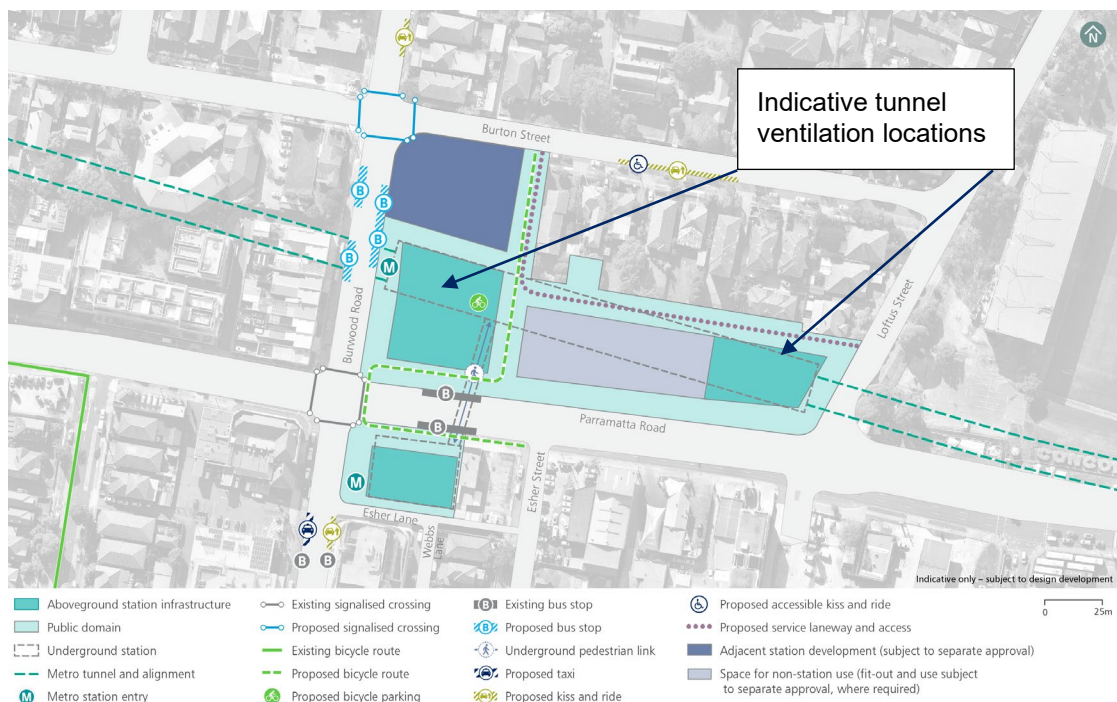 N
Indicative tunnel
ventilation locations
Burton Street
B
B
B
B
M
Burwood Road
Loftus Street
B
B
Parramatta Road
M
Esher Street
Esher Lane
Webbs
Lane
B
B
CONCO
Indicative only – subject to design development
Aboveground station infrastructure
Public domain
Underground station
Metro tunnel and alignment
M Metro station entry
Existing signalised crossing
Proposed signalised crossing
Existing bicycle route
Proposed bicycle route
Proposed bicycle parking
B Existing bus stop
B Proposed bus stop
Underground pedestrian link
Proposed taxi
Proposed kiss and ride
Proposed accessible kiss and ride
Proposed service laneway and access
Adjacent station development (subject to separate approval)
Space for non-station use (fit-out and use subject
to separate approval, where required)
0 25m